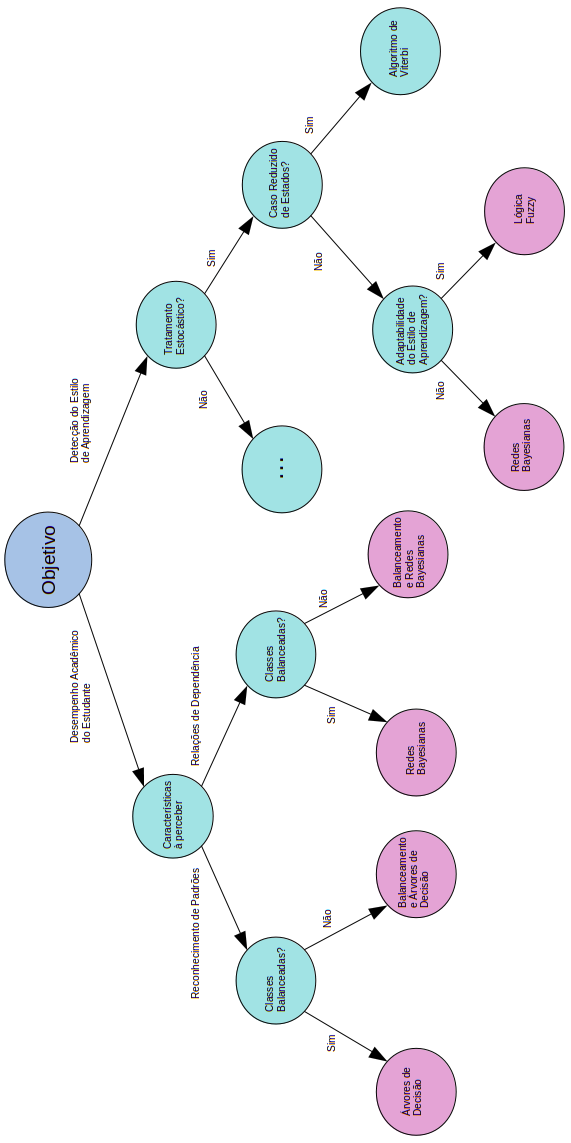 Objetivo
Desempenho Acadêmico
do Estudante
Detecção do Estilo
de Aprendizagem
Características
à perceber
Tratamento
Estocástico?
Reconhecimento de Padrões
Relações de Dependência
Não
Sim
Classes
Balanceadas?
Classes
Balanceadas?
...
Caso Reduzido
de Estados?
Sim
Não
Sim
Não
Não
Sim
Árvores de
Decisão
Balanceamento
e Árvores de
Decisão
Redes
Bayesianas
Balanceamento
e Redes
Bayesianas
Adaptabilidade
do Estilo de
Aprendizagem?
Algoritmo de
Viterbi
Não
Sim
Redes
Bayesianas
Lógica
Fuzzy